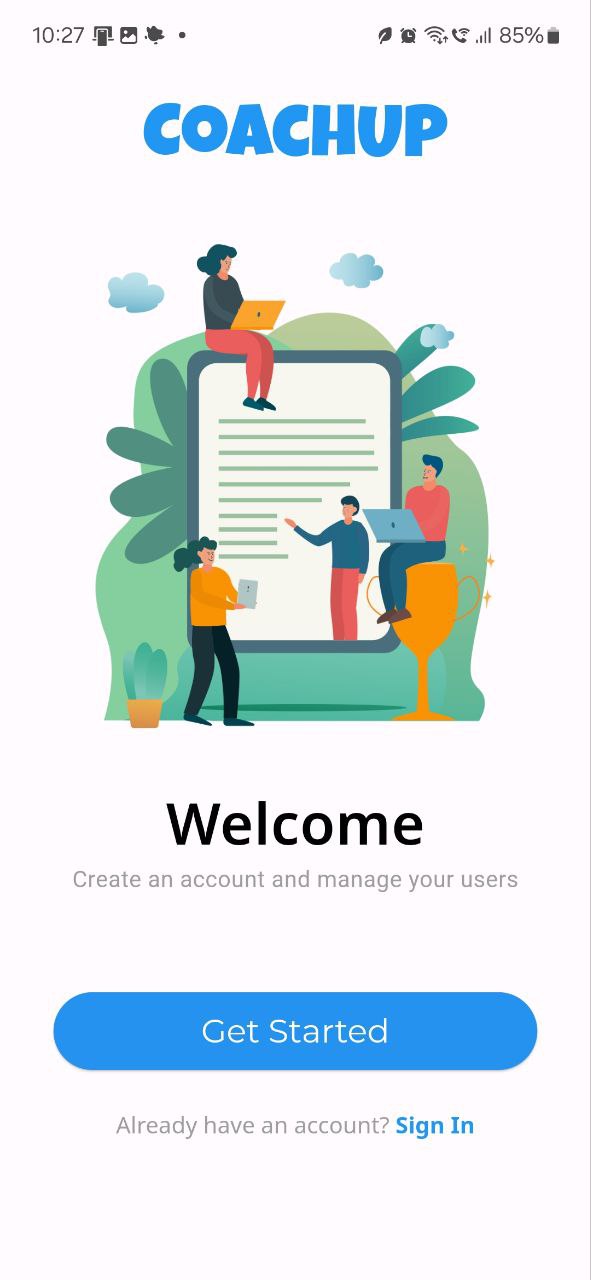 10:27 85%
COACHUP
Welcome
Create an account and manage your users
Get Started
Already have an account? Sign In